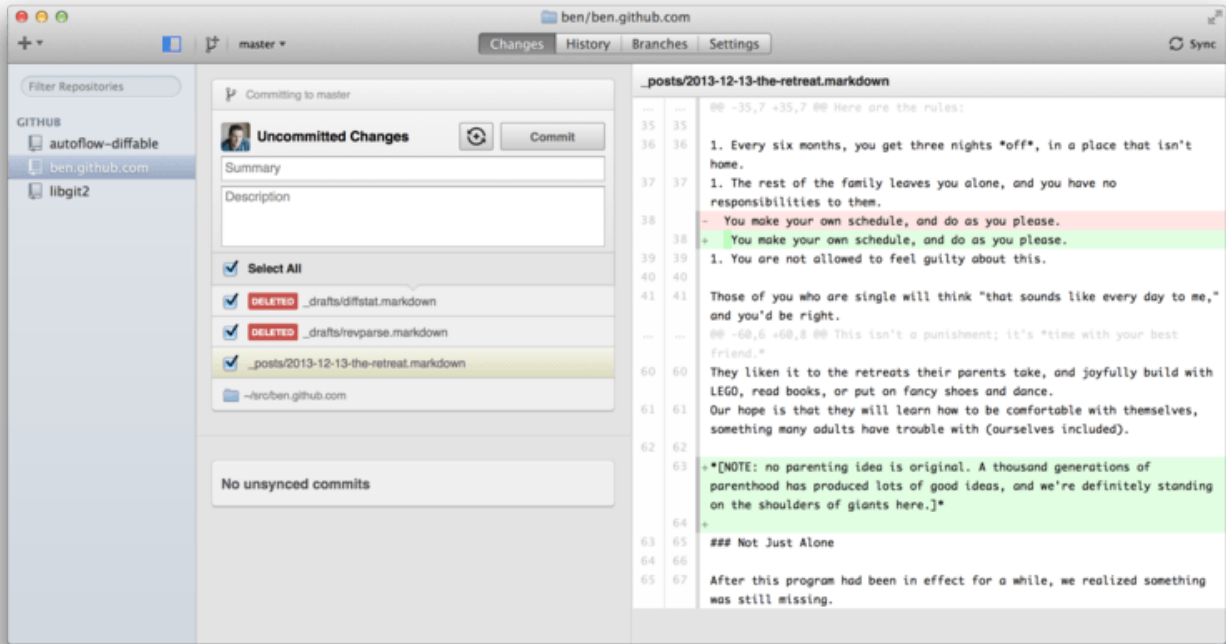 ben/ben.github.com
master
Changes
History
Branches
Settings
Sync
Filter Repositories
GITHUB
autoflow-diffable
ben.github.com
libgit2
Committing to master
Uncommitted Changes
Commit
Summary
Description
Select All
DELETED _drafts/diffstat.markdown
DELETED _drafts/revparse.markdown
_posts/2013-12-13-the-retreat.markdown
~/src/ben.github.com
No unsynced commits
_posts/2013-12-13-the-retreat.markdown
... ... @@ -35,7 +35,7 @@ Here are the rules:
35 35
36 36 1. Every six months, you get three nights *off*, in a place that isn't
home.
37 37 1. The rest of the family leaves you alone, and you have no
responsibilities to them.
38 - You make your own schedule, and do as you please.
38 + You make your own schedule, and do as you please.
39 39 1. You are not allowed to feel guilty about this.
40 40
41 41 Those of you who are single will think "that sounds like every day to me,"
and you'd be right.
... ... @@ -60,6 +60,8 @@ This isn't a punishment; it's *time with your best
friend.*
60 60 They liken it to the retreats their parents take, and joyfully build with
LEGO, read books, or put on fancy shoes and dance.
61 61 Our hope is that they will learn how to be comfortable with themselves,
something many adults have trouble with (ourselves included).
62 62
63 +*[NOTE: no parenting idea is original. A thousand generations of
parenthood has produced lots of good ideas, and we're definitely standing
on the shoulders of giants here.]*
64 +
63 65 ### Not Just Alone
64 66
65 67 After this program had been in effect for a while, we realized something
was still missing.